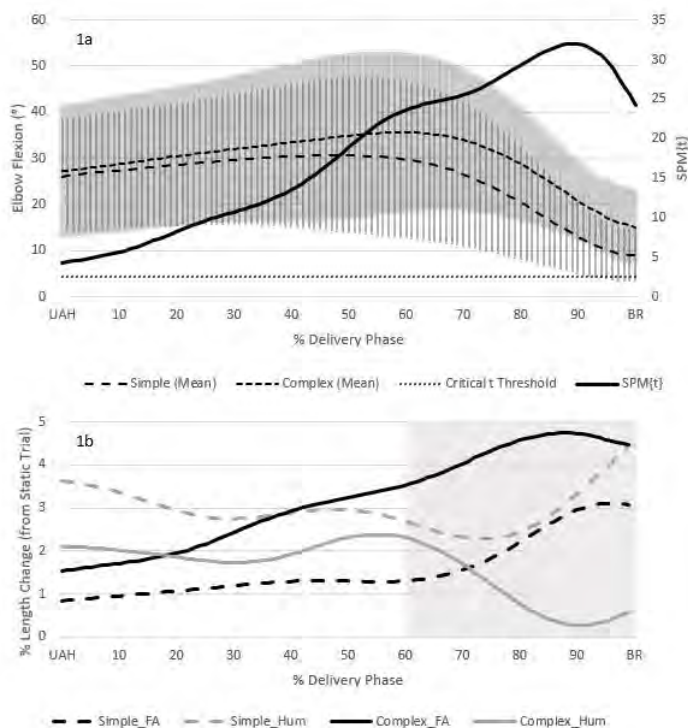 1a
60
50
40
30
20
10
0
Elbow Flexion (°)
35
30
25
20
15
10
5
0
SPM{t}
UAH 10 20 30 40 50 60 70 80 90 BR
% Delivery Phase
Simple (Mean) Complex (Mean) Critical t Threshold SPM{t}
1b
5
4
3
2
1
0
% Length Change (from Static Trial)
UAH 10 20 30 40 50 60 70 80 90 BR
% Delivery Phase
Simple_FA Simple_Hum Complex_FA Complex_Hum